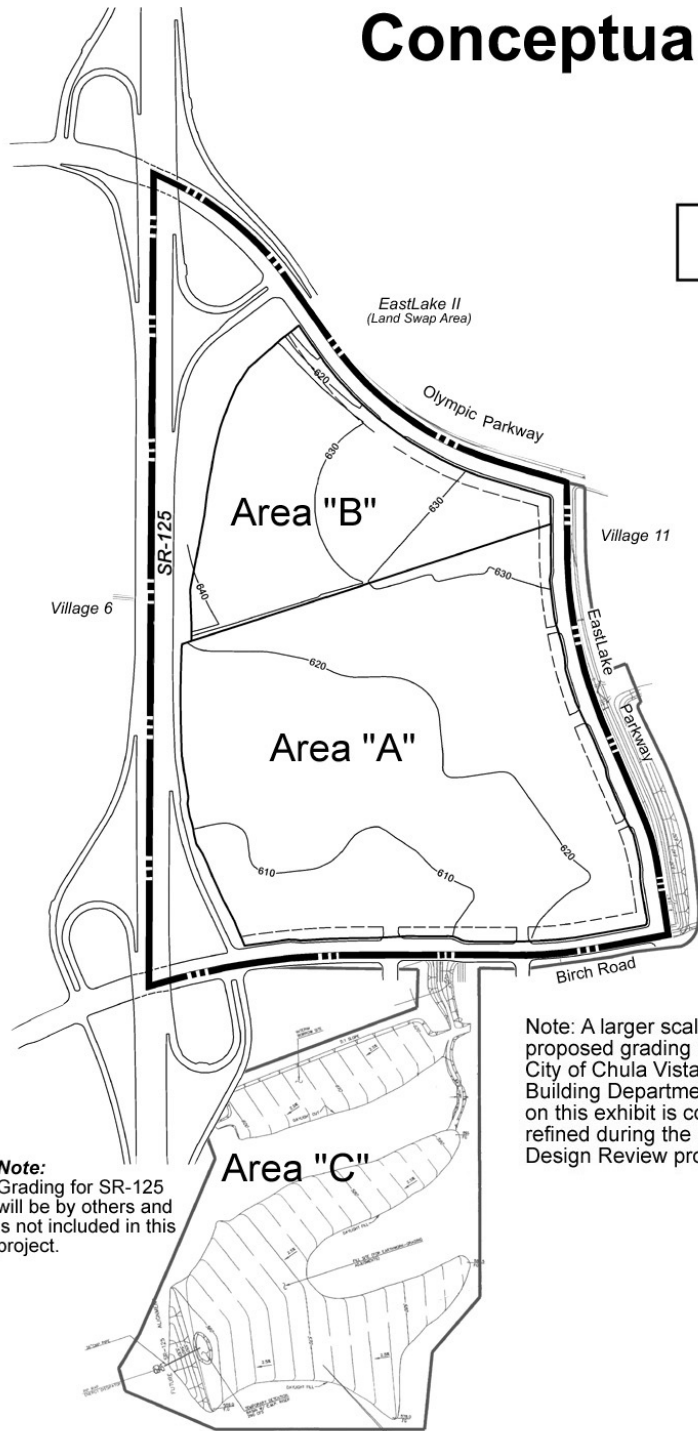 Conceptua
EastLake II
(Land Swap Area)
Olympic Parkway
620
630
630
Area "B"
Village 11
SR-125
630
640
Village 6
EastLake
Parkway
620
Area "A"
620
610
610
Birch Road
Note: A larger scal
proposed grading
City of Chula Vista
Building Departme
on this exhibit is co
refined during the
Design Review pro
Area "C"
Note:
Grading for SR-125
will be by others and
is not included in this
project.